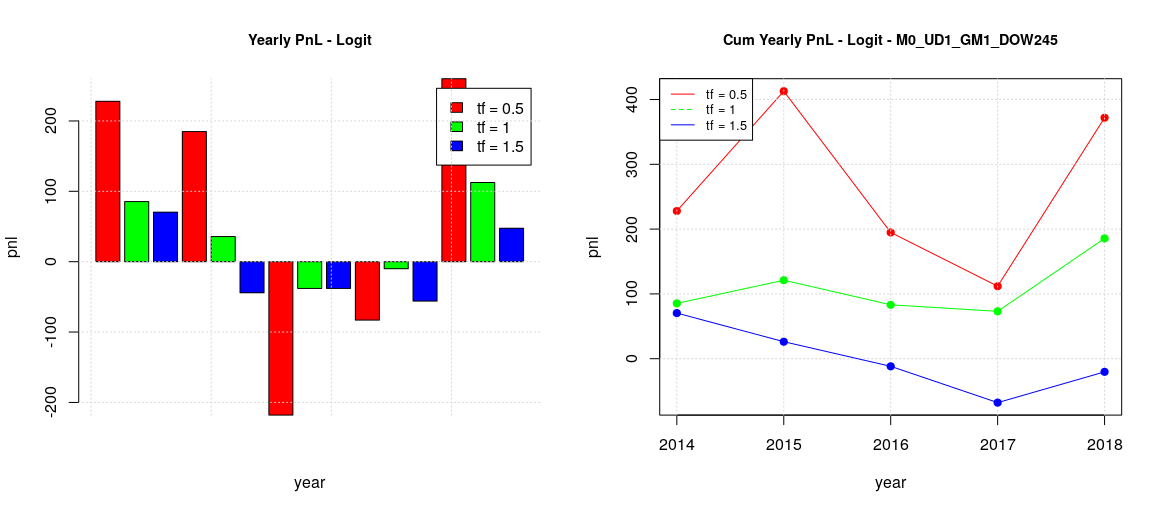 Yearly PnL - Logit
pnl
200
100
0
-100
-200
tf = 0.5
tf = 1
tf = 1.5
year
Cum Yearly PnL - Logit - M0_UD1_GM1_DOW245
pnl
400
300
200
100
0
tf = 0.5
tf = 1
tf = 1.5
2014 2015 2016 2017 2018
year